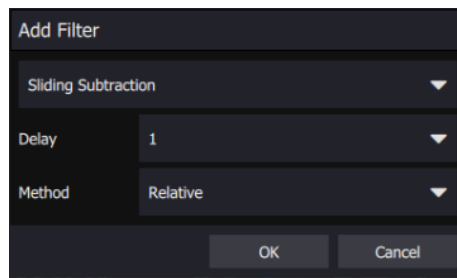 Add Filter
Sliding Subtraction
Delay 1
Method Relative
OK Cancel